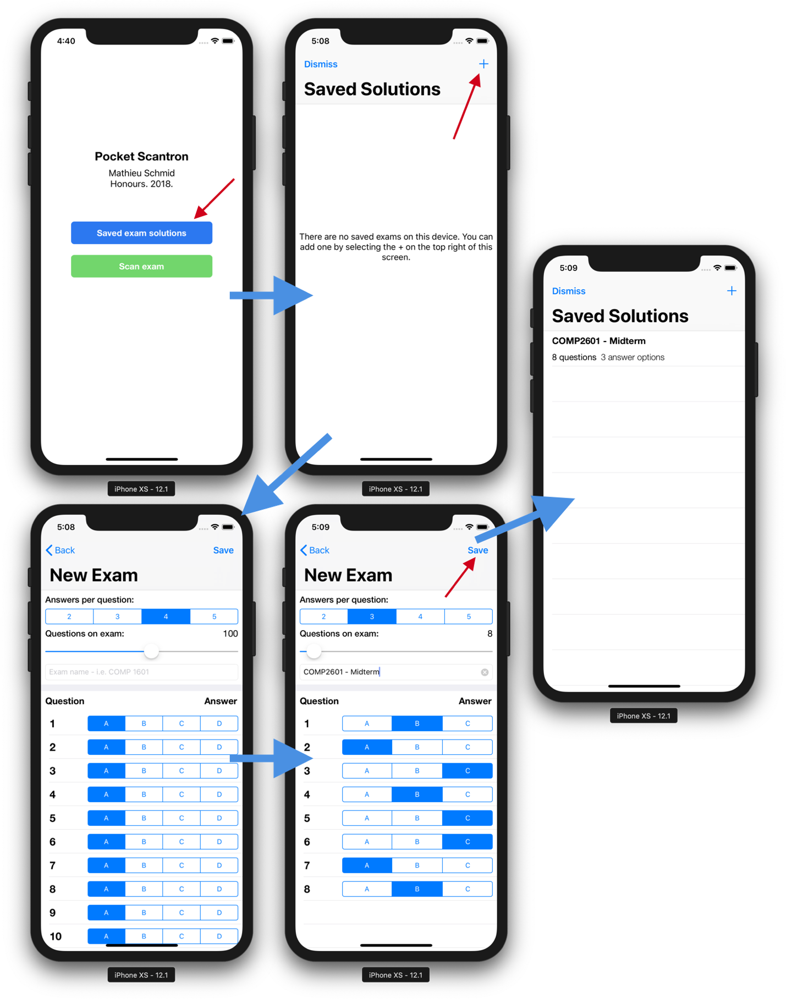 4:40
Pocket Scantron
Mathieu Schmid
Honours. 2018.
Saved exam solutions
Scan exam
iPhone XS - 12.1
5:08
Dismiss +
Saved Solutions
There are no saved exams on this device. You can
add one by selecting the + on the top right of this
screen.
iPhone XS - 12.1
5:08
Back Save
New Exam
Answers per question:
2 3 4 5
Questions on exam: 100
Exam name - i.e. COMP 1601
Question Answer
1 A B C D
2 A B C D
3 A B C D
4 A B C D
5 A B C D
6 A B C D
7 A B C D
8 A B C D
9 A B C D
10 A B C D
iPhone XS - 12.1
5:09
Back Save
New Exam
Answers per question:
2 3 4 5
Questions on exam: 8
COMP2601 - Midterm
Question Answer
1 A B C
2 A B C
3 A B C
4 A B C
5 A B C
6 A B C
7 A B C
8 A B C
iPhone XS - 12.1
5:09
Dismiss +
Saved Solutions
COMP2601 - Midterm
8 questions 3 answer options
iPhone XS - 12.1